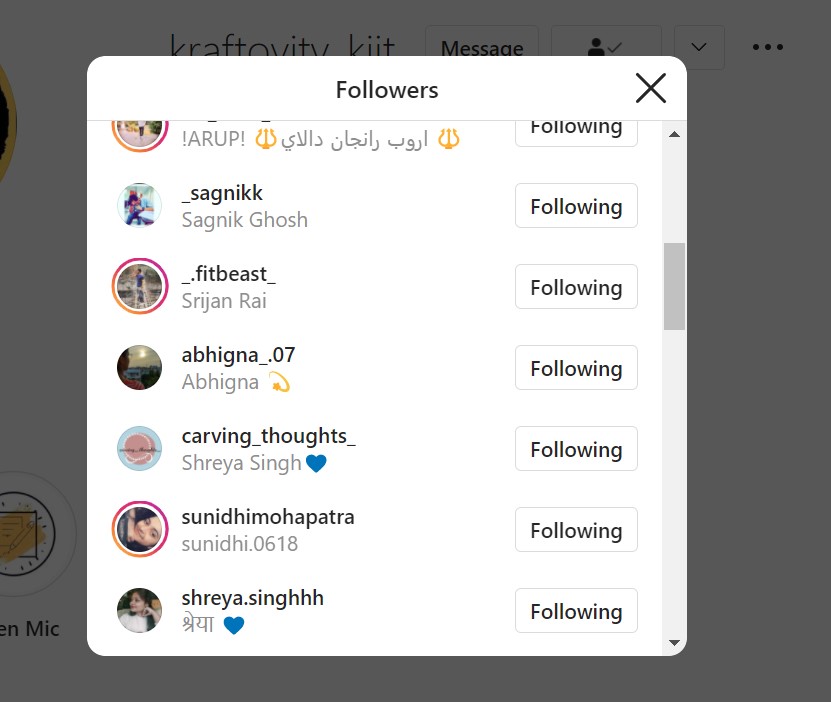 kraftovity_kiit
Message
Followers
!ARUP! 🔱 اروب رانجان دالاي 🔱
Following
_sagnikk
Sagnik Ghosh
Following
_.fitbeast_
Srijan Rai
Following
abhigna_.07
Abhigna 💫
Following
carving_thoughts_
Shreya Singh💙
Following
sunidhimohapatra
sunidhi.0618
Following
shreya.singhhh
श्रेया 💙
Following
en Mic